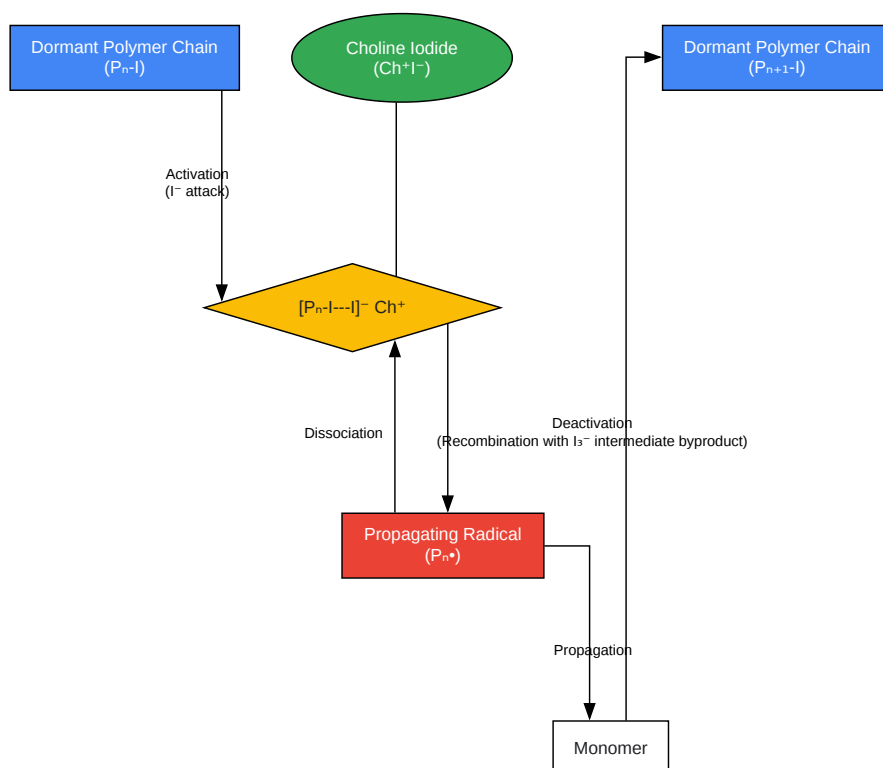 Dormant Polymer Chain
(Pₙ-I)
Choline Iodide
(Ch⁺I⁻)
Dormant Polymer Chain
(Pₙ₊₁-I)
Activation
(I⁻ attack)
[Pₙ-I---I]⁻ Ch⁺
Dissociation
Deactivation
(Recombination with I₃⁻ intermediate byproduct)
Propagating Radical
(Pₙ•)
Propagation
Monomer